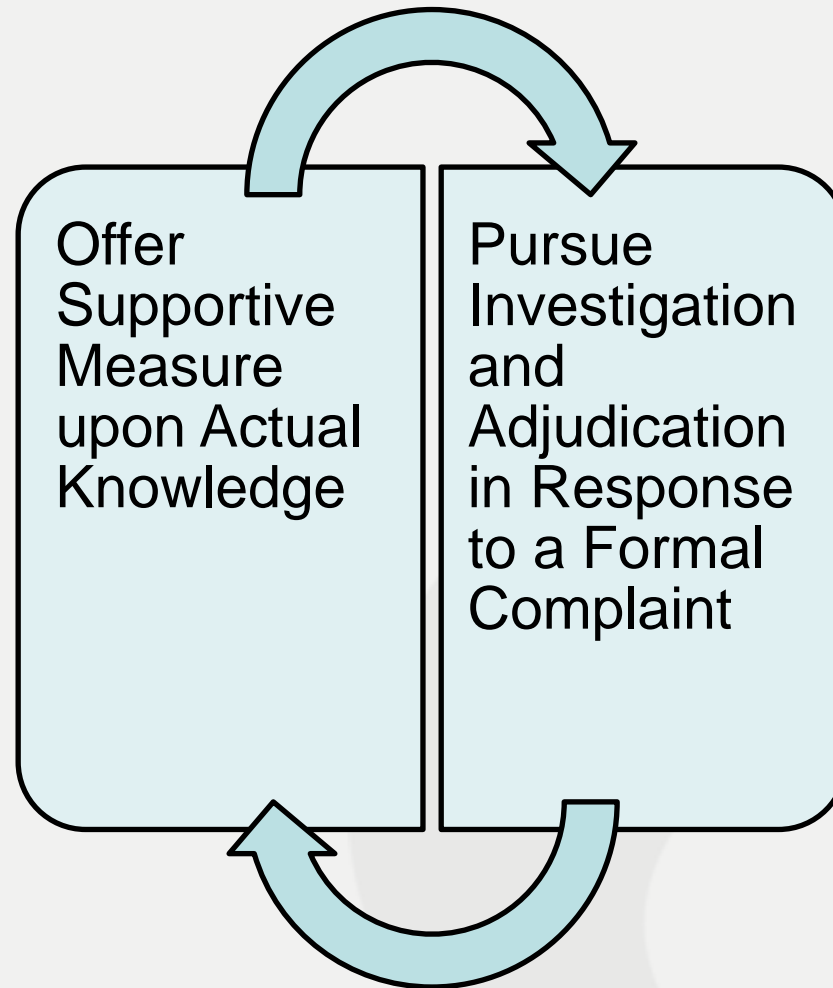 Offer
Supportive
Measure
upon Actual
Knowledge
Pursue
Investigation
and
Adjudication
in Response
to a Formal
Complaint